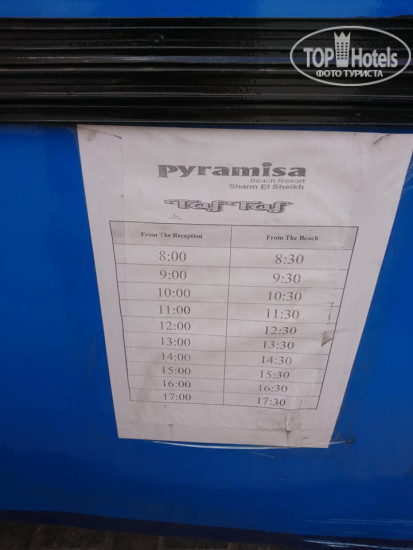 TOP Hotels
ФОТО ТУРИСТА
pyramisa
Beach Resort
Sharm El Sheikh
Taf Taf
From The Reception From The Beach
8:00 8:30
9:00 9:30
10:00 10:30
11:00 11:30
12:00 12:30
13:00 13:30
14:00 14:30
15:00 15:30
16:00 16:30
17:00 17:30